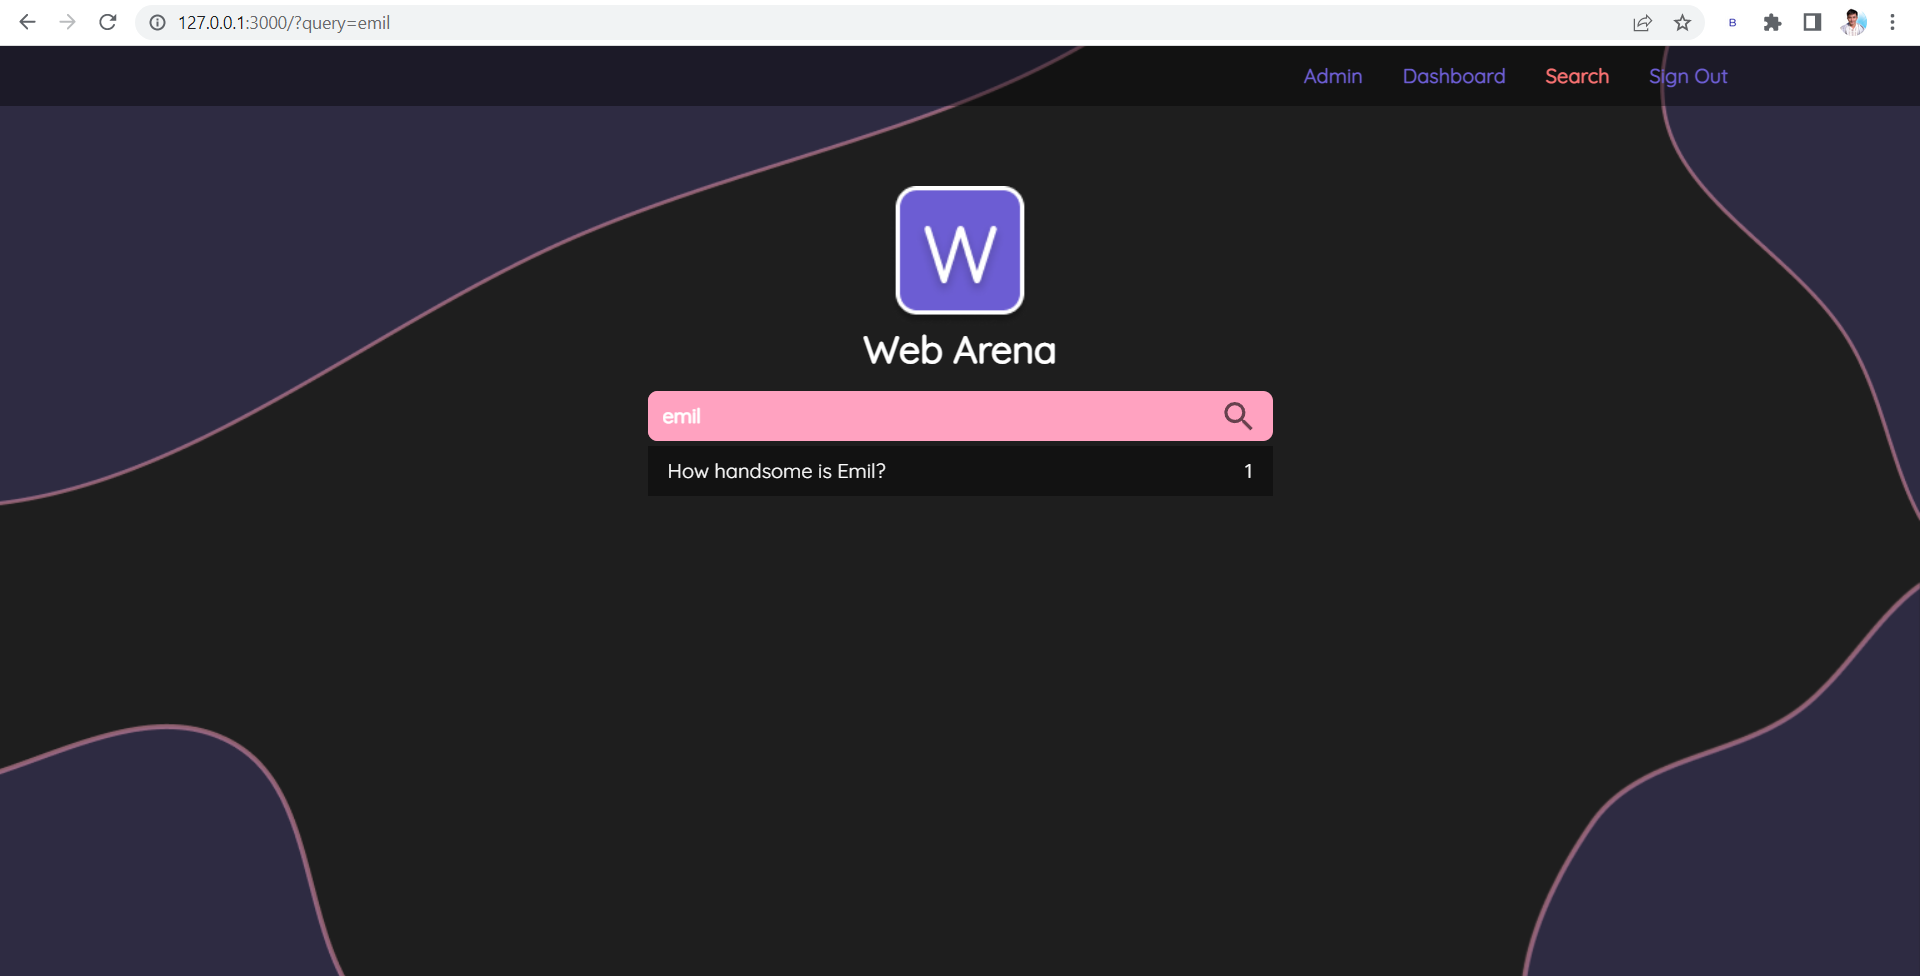 127.0.0.1:3000/?query=emil
B
Admin Dashboard Search Sign Out
W
Web Arena
emil
How handsome is Emil? 1